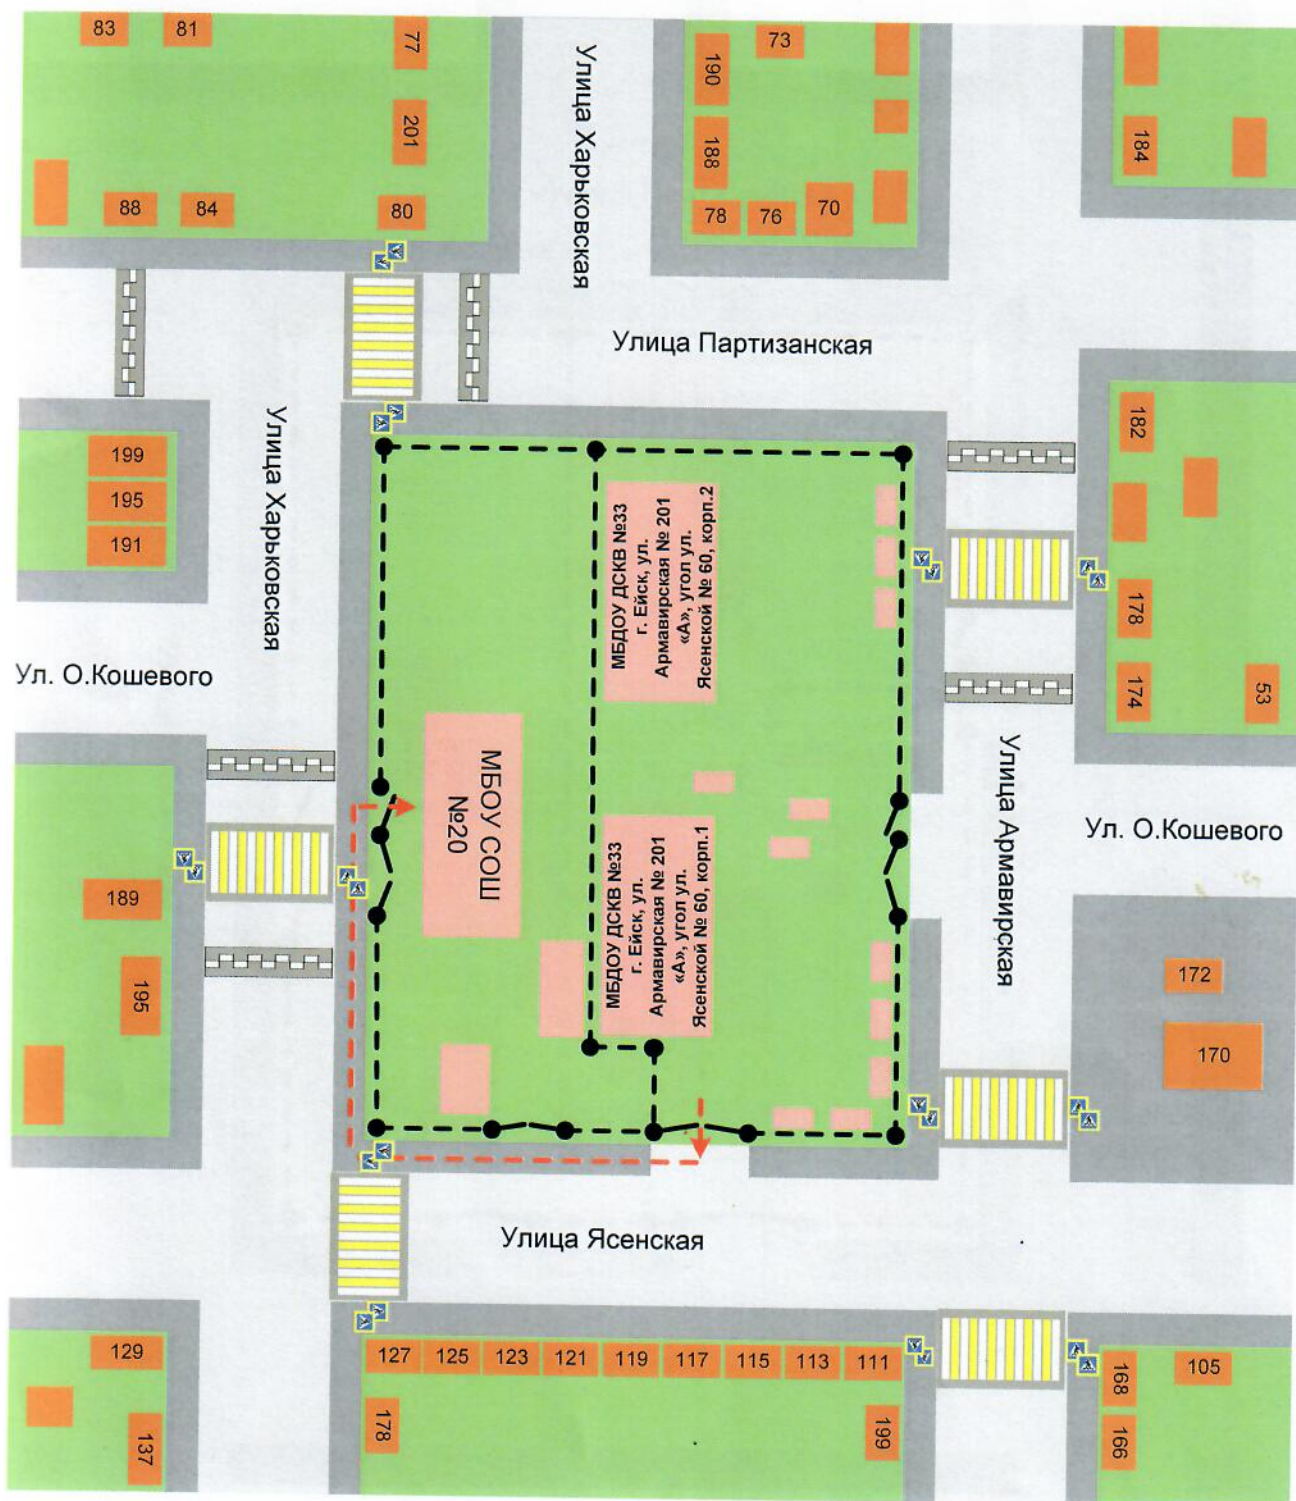 83
81
77
201
88
84
80
Улица Харьковская
190
73
188
78
76
70
184
Улица Партизанская
199
195
191
Улица Харьковская
182
178
174
53
МБДОУ ДСКВ №33
г. Ейск, ул.
Армавирская № 201
«А», угол ул.
Ясенской № 60, корп.2
Ул. О.Кошевого
МБОУ СОШ
№20
МБДОУ ДСКВ №33
г. Ейск, ул.
Армавирская № 201
«А», угол ул.
Ясенской № 60, корп.1
Улица Армавирская
Ул. О.Кошевого
189
195
172
170
Улица Ясенская
129
137
127
125
123
121
119
117
115
113
111
178
199
168
105
166